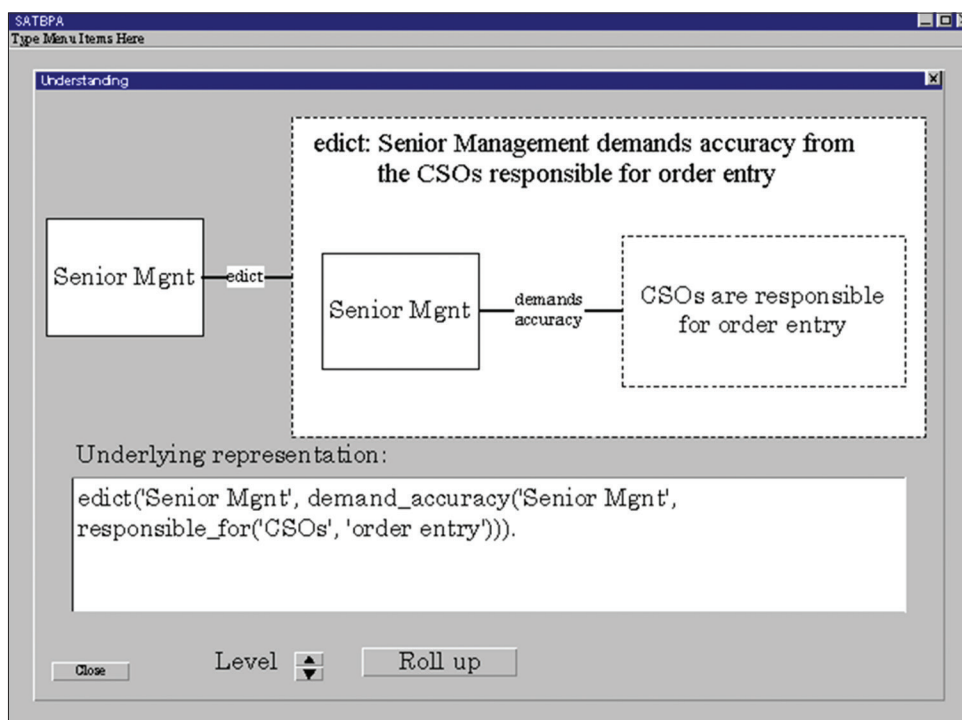 SATBPA
Type Menu Items Here
Understanding
edict: Senior Management demands accuracy from
the CSOs responsible for order entry
Senior Mgnt
edict
Senior Mgnt
demands
accuracy
CSOs are responsible
for order entry
Underlying representation:
edict('Senior Mgnt', demand_accuracy('Senior Mgnt',
responsible_for('CSOs', 'order entry'))).
Close
Level
Roll up